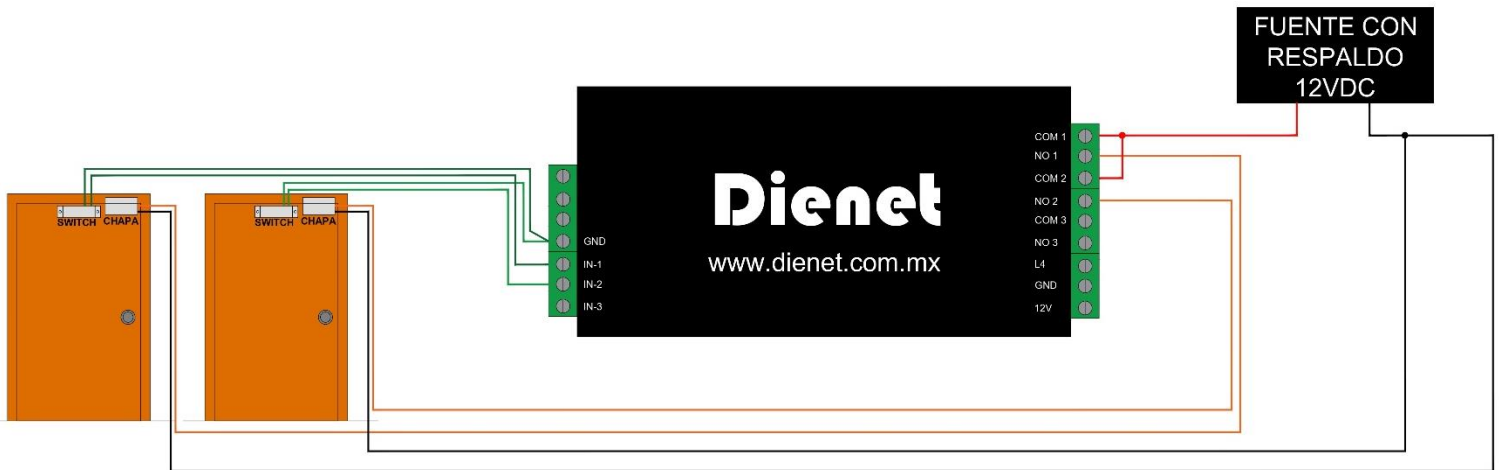 FUENTE CON
RESPALDO
12VDC
COM 1
NO 1
COM 2
NO 2
COM 3
NO 3
L4
GND
12V
Dienet
www.dienet.com.mx
GND
IN-1
IN-2
IN-3
SWITCH CHAPA
SWITCH CHAPA